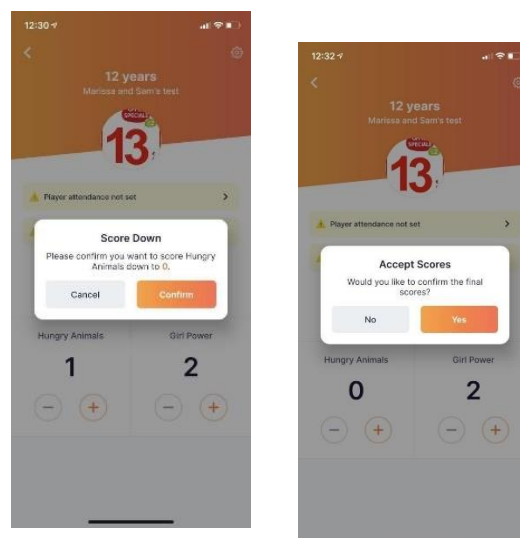 12:30
12 years
Marissa and Sam's test
SPECIAL
13
Player attendance not set
Score Down
Please confirm you want to score Hungry
Animals down to 0.
Cancel
Confirm
Hungry Animals
Girl Power
1
2
12:32
12 years
Marissa and Sam's test
SPECIAL
13
Player attendance not set
Accept Scores
Would you like to confirm the final
scores?
No
Yes
Hungry Animals
Girl Power
0
2